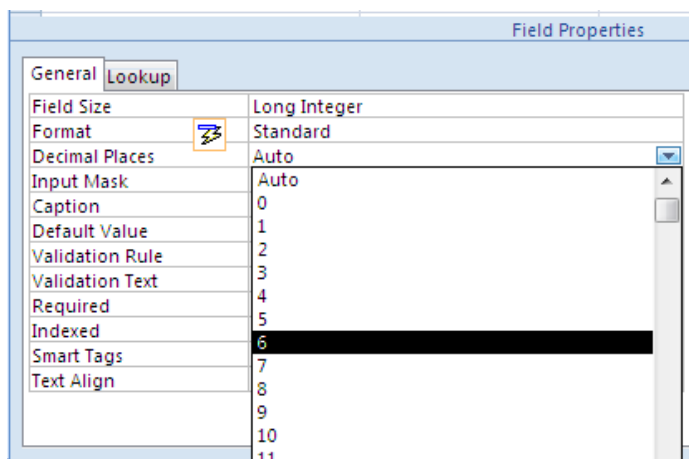 Field Properties
General Lookup
Field Size Long Integer
Format Standard
Decimal Places Auto
Input Mask Auto
Caption 0
Default Value 1
Validation Rule 2
Validation Text 3
Required 4
Indexed 5
Smart Tags 6
Text Align 7
8
9
10
11